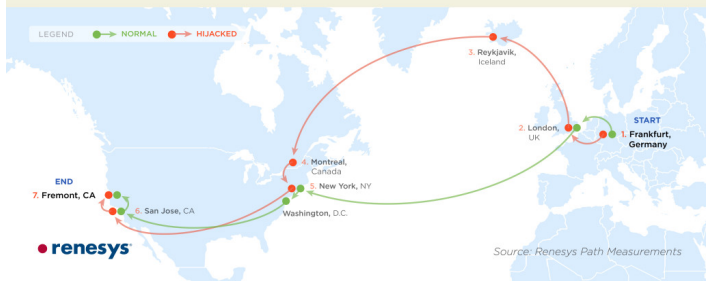 LEGEND NORMAL HIJACKED
3. Reykjavik,
Iceland
START
2. London,
UK
1. Frankfurt,
Germany
4. Montreal,
Canada
END
5. New York, NY
7. Fremont, CA
6. San Jose, CA
Washington, D.C.
renesys
Source: Renesys Path Measurements